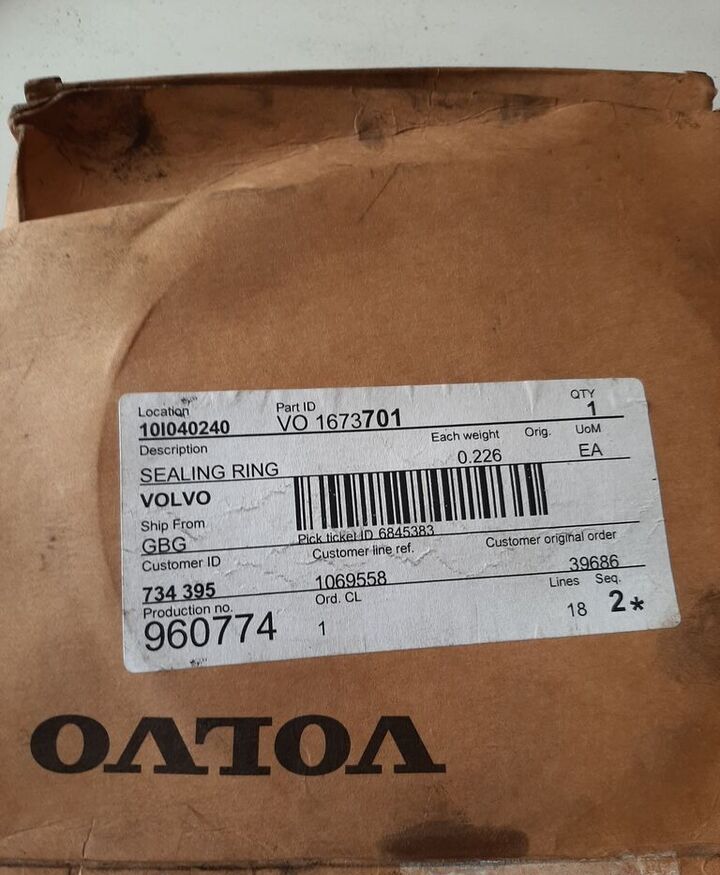 Location Part ID QTY
10I040240 VO 1673701 1
Description Each weight Orig. UoM
SEALING RING 0.226 EA
VOLVO
Ship From Pick ticket ID 6845383
GBG Customer line ref. Customer original order
Customer ID
734 395 1069558 39686
Production no. Ord. CL Lines Seq.
960774 1 18 2*
VOLVO